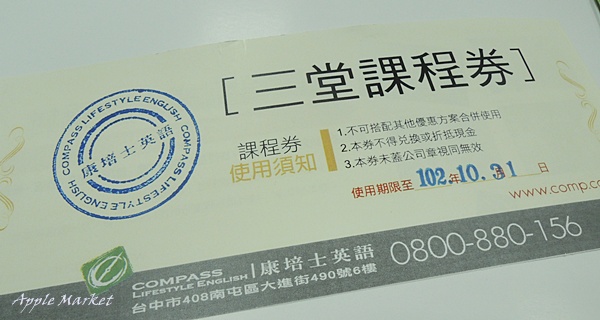 [三堂課程券]
COMPASS LIFESTYLE ENGLISH COMPASS LIFESTYLE ENGLISH
康培士英語
課程券
使用須知
1.不可搭配其他優惠方案合併使用
2.本券不得兌換或折抵現金
3.本券未蓋公司章視同無效
使用期限至 102年10月31日
www.comp
COMPASS
LIFESTYLE ENGLISH
康培士英語
0800-880-156
台中市408南屯區大進街490號6樓
Apple Market